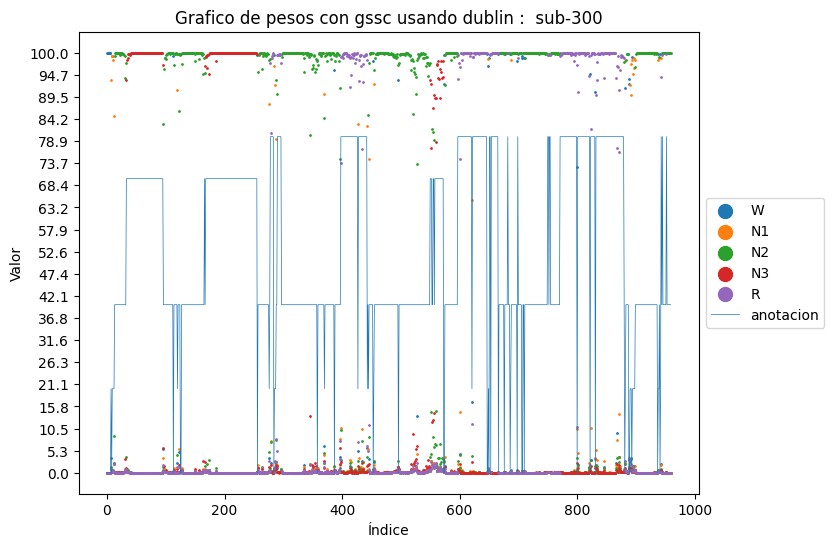 Grafico de pesos con gssc usando dublin :  sub-300
Valor
100.0
94.7
89.5
84.2
78.9
73.7
68.4
63.2
57.9
52.6
47.4
42.1
36.8
31.6
26.3
21.1
15.8
10.5
5.3
0.0
0 200 400 600 800 1000
Índice
W
N1
N2
N3
R
anotacion